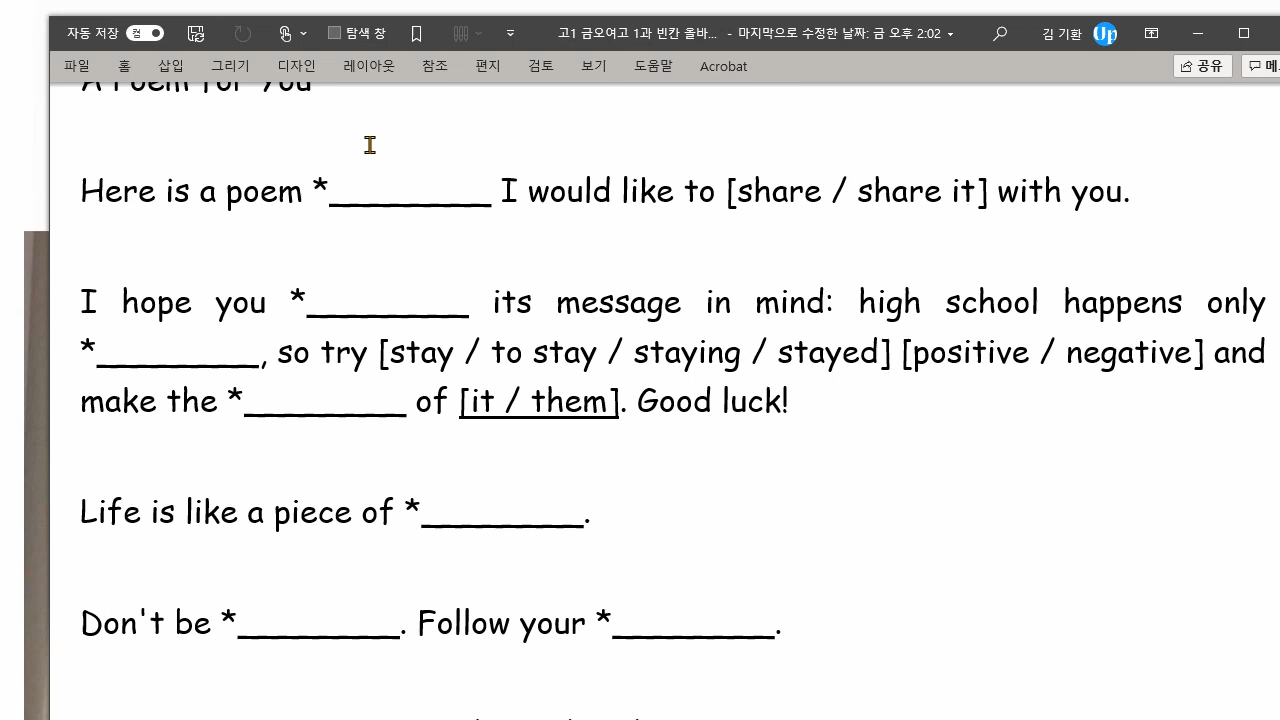 자동 저장 컴 탐색 창 고1 금오여고 1과 빈칸 올바... - 마지막으로 수정한 날짜: 금 오후 2:02 김 기환 Up
파일 홈 삽입 그리기 디자인 레이아웃 참조 편지 검토 보기 도움말 Acrobat 공유 메
A Poem for You
Here is a poem *________ I would like to [share / share it] with you.
I hope you *________ its message in mind: high school happens only
*________, so try [stay / to stay / staying / stayed] [positive / negative] and
make the *________ of [it / them]. Good luck!
Life is like a piece of *________.
Don't be *________. Follow your *________.